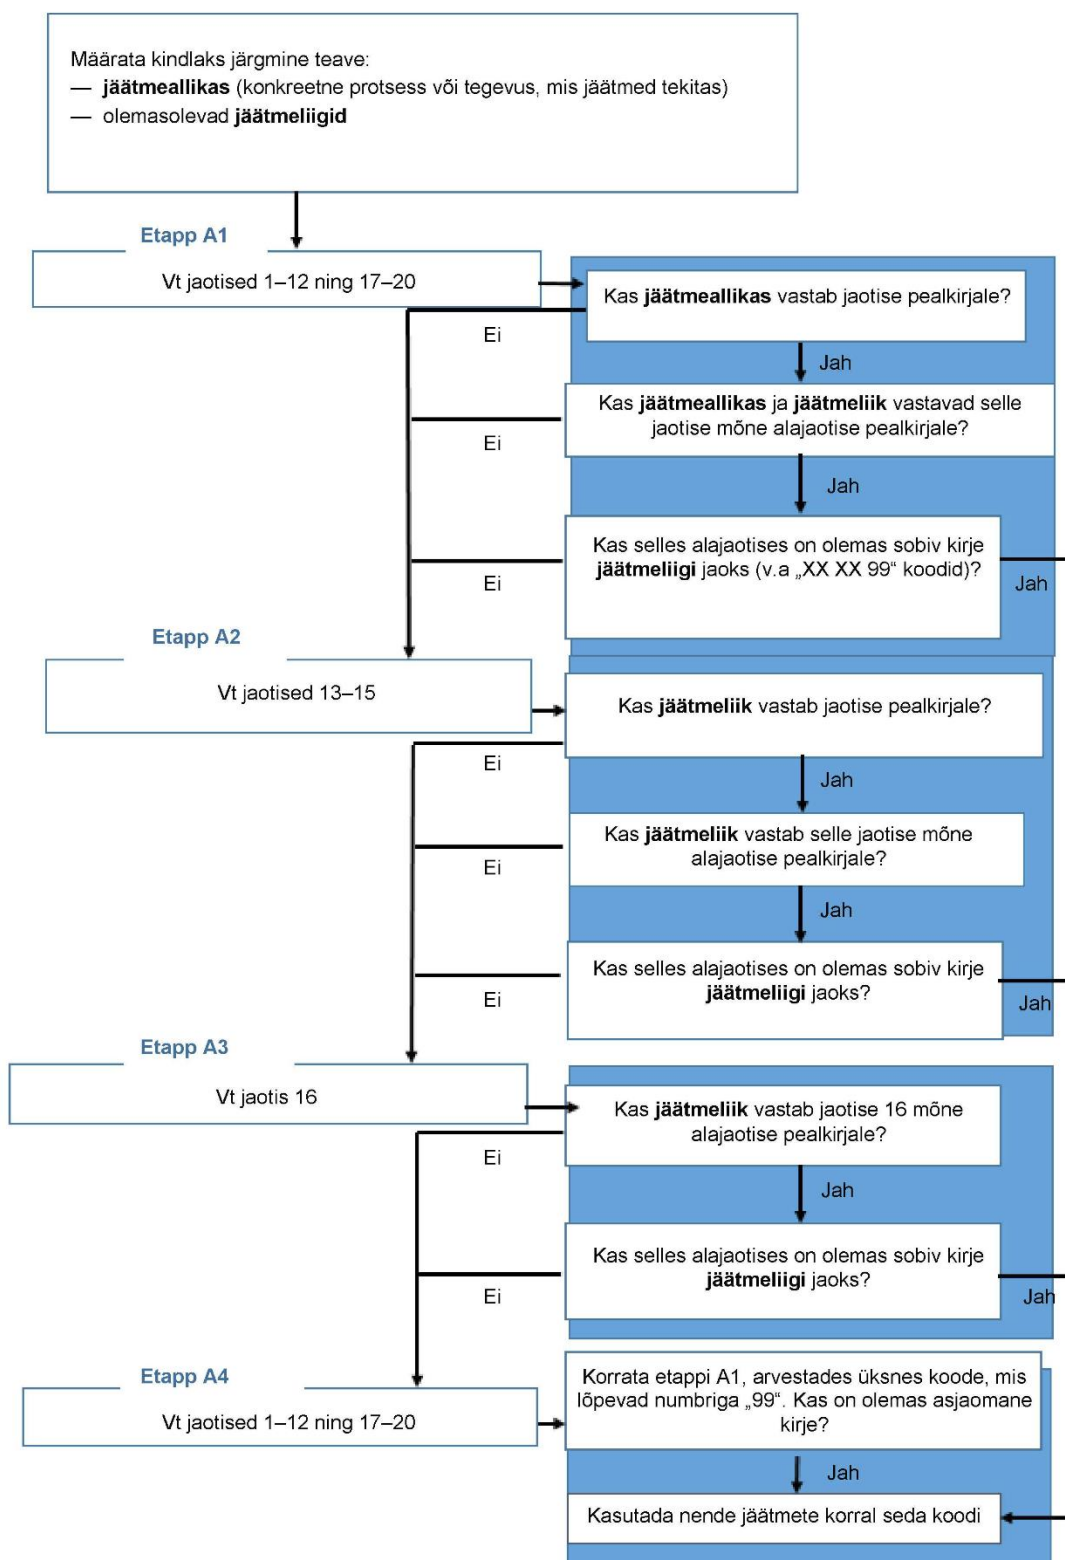 Määrata kindlaks järgmine teave:
— jäätmeallikas (konkreetne protsess või tegevus, mis jäätmed tekitas)
— olemasolevad jäätmeliigid
Etapp A1
Vt jaotised 1–12 ning 17–20
Kas jäätmeallikas vastab jaotise pealkirjale?
Ei
Jah
Kas jäätmeallikas ja jäätmeliik vastavad selle
jaotise mõne alajaotise pealkirjale?
Ei
Jah
Kas selles alajaotises on olemas sobiv kirje
jäätmeliigi jaoks (v.a „XX XX 99“ koodid)?
Ei
Jah
Etapp A2
Vt jaotised 13–15
Kas jäätmeliik vastab jaotise pealkirjale?
Ei
Jah
Kas jäätmeliik vastab selle jaotise mõne
alajaotise pealkirjale?
Ei
Jah
Kas selles alajaotises on olemas sobiv kirje
jäätmeliigi jaoks?
Ei
Jah
Etapp A3
Vt jaotis 16
Kas jäätmeliik vastab jaotise 16 mõne
alajaotise pealkirjale?
Ei
Jah
Kas selles alajaotises on olemas sobiv kirje
jäätmeliigi jaoks?
Ei
Jah
Etapp A4
Vt jaotised 1–12 ning 17–20
Korrata etappi A1, arvestades üksnes koode, mis
lõpevad numbriga „99“. Kas on olemas asjaomane
kirje?
Jah
Kasutada nende jäätmete korral seda koodi